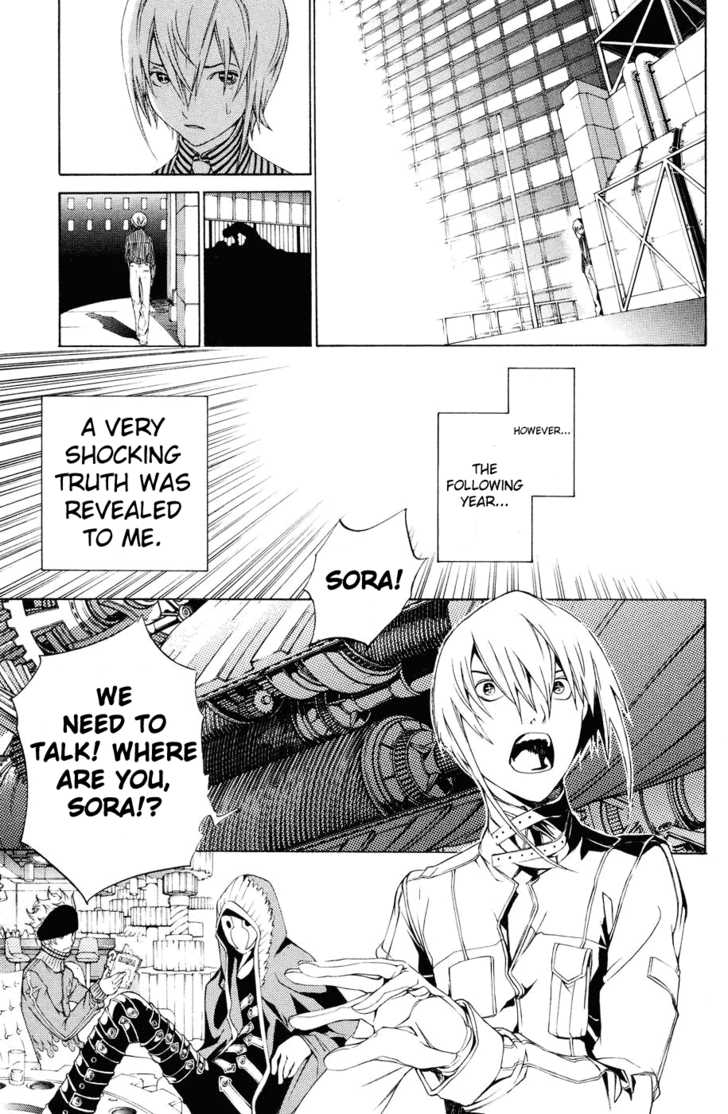 HOWEVER...
THE
FOLLOWING
YEAR...
A VERY
SHOCKING
TRUTH WAS
REVEALED
TO ME.
SORA!
WE
NEED TO
TALK! WHERE
ARE YOU,
SORA!?